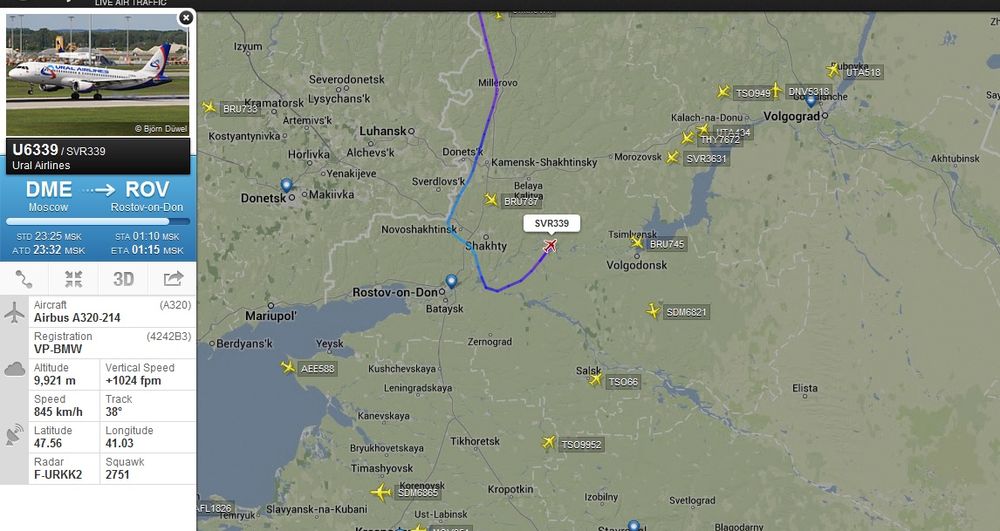 LIVE AIR TRAFFIC
URAL AIRLINES
© Björn Düwel
U6339 / SVR339
Ural Airlines
DME ROV
Moscow Rostov-on-Don
STD 23:25 MSK STA 01:10 MSK
ATD 23:32 MSK ETA 01:15 MSK
3D
Aircraft (A320)
Airbus A320-214
Registration (4242B3)
VP-BMW
Altitude Vertical Speed
9,921 m +1024 fpm
Speed Track
845 km/h 38°
Latitude Longitude
47.56 41.03
Radar Squawk
F-URKK2 2751
Izyum
Severodonetsk
Millerovo
Lysychans'k
BRU733
Kramatorsk
Artemivs'k
Kostyantynivka
Luhansk
Alchevs'k
Horlivka
Donets'k
Yenakijeve
Kamensk-Shakhtinsky
Sverdlovs'k
Donetsk
Makiivka
Belaya
Kalitva
BRU787
Novoshakhtinsk
SVR339
Shakhty
Rostov-on-Don
Bataysk
Mariupol'
Berdyans'k
Yeysk
Zernograd
AEE588
Kushchevskaya
Leningradskaya
Kanevskaya
Bryukhovetskaya
Tikhoretsk
Timashyovsk
Korenovsk
SDM6865
AFL1826
Temryuk
Slavyansk-na-Kubani
Ust-Labinsk
Kropotkin
UTA518
TSO949
DNV5318
Kalach-na-Donu
Volgograd
UTA434
THY7672
Morozovsk
SVR3631
Akhtubinsk
Tsimlyansk
BRU745
Volgodonsk
SDM6821
Salsk
TSO66
Elista
TSO9952
Izobilny
Svetlograd
Blagodarny